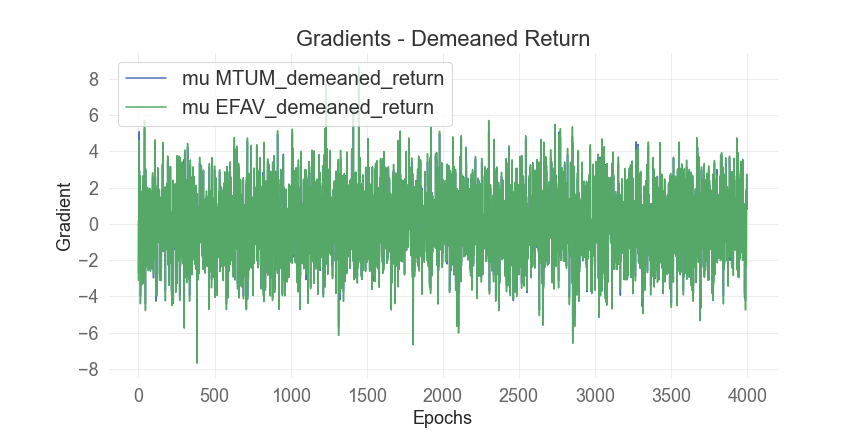 Gradients - Demeaned Return
mu MTUM_demeaned_return
mu EFAV_demeaned_return
8
6
4
2
0
−2
−4
−6
−8
Gradient
0 500 1000 1500 2000 2500 3000 3500 4000
Epochs